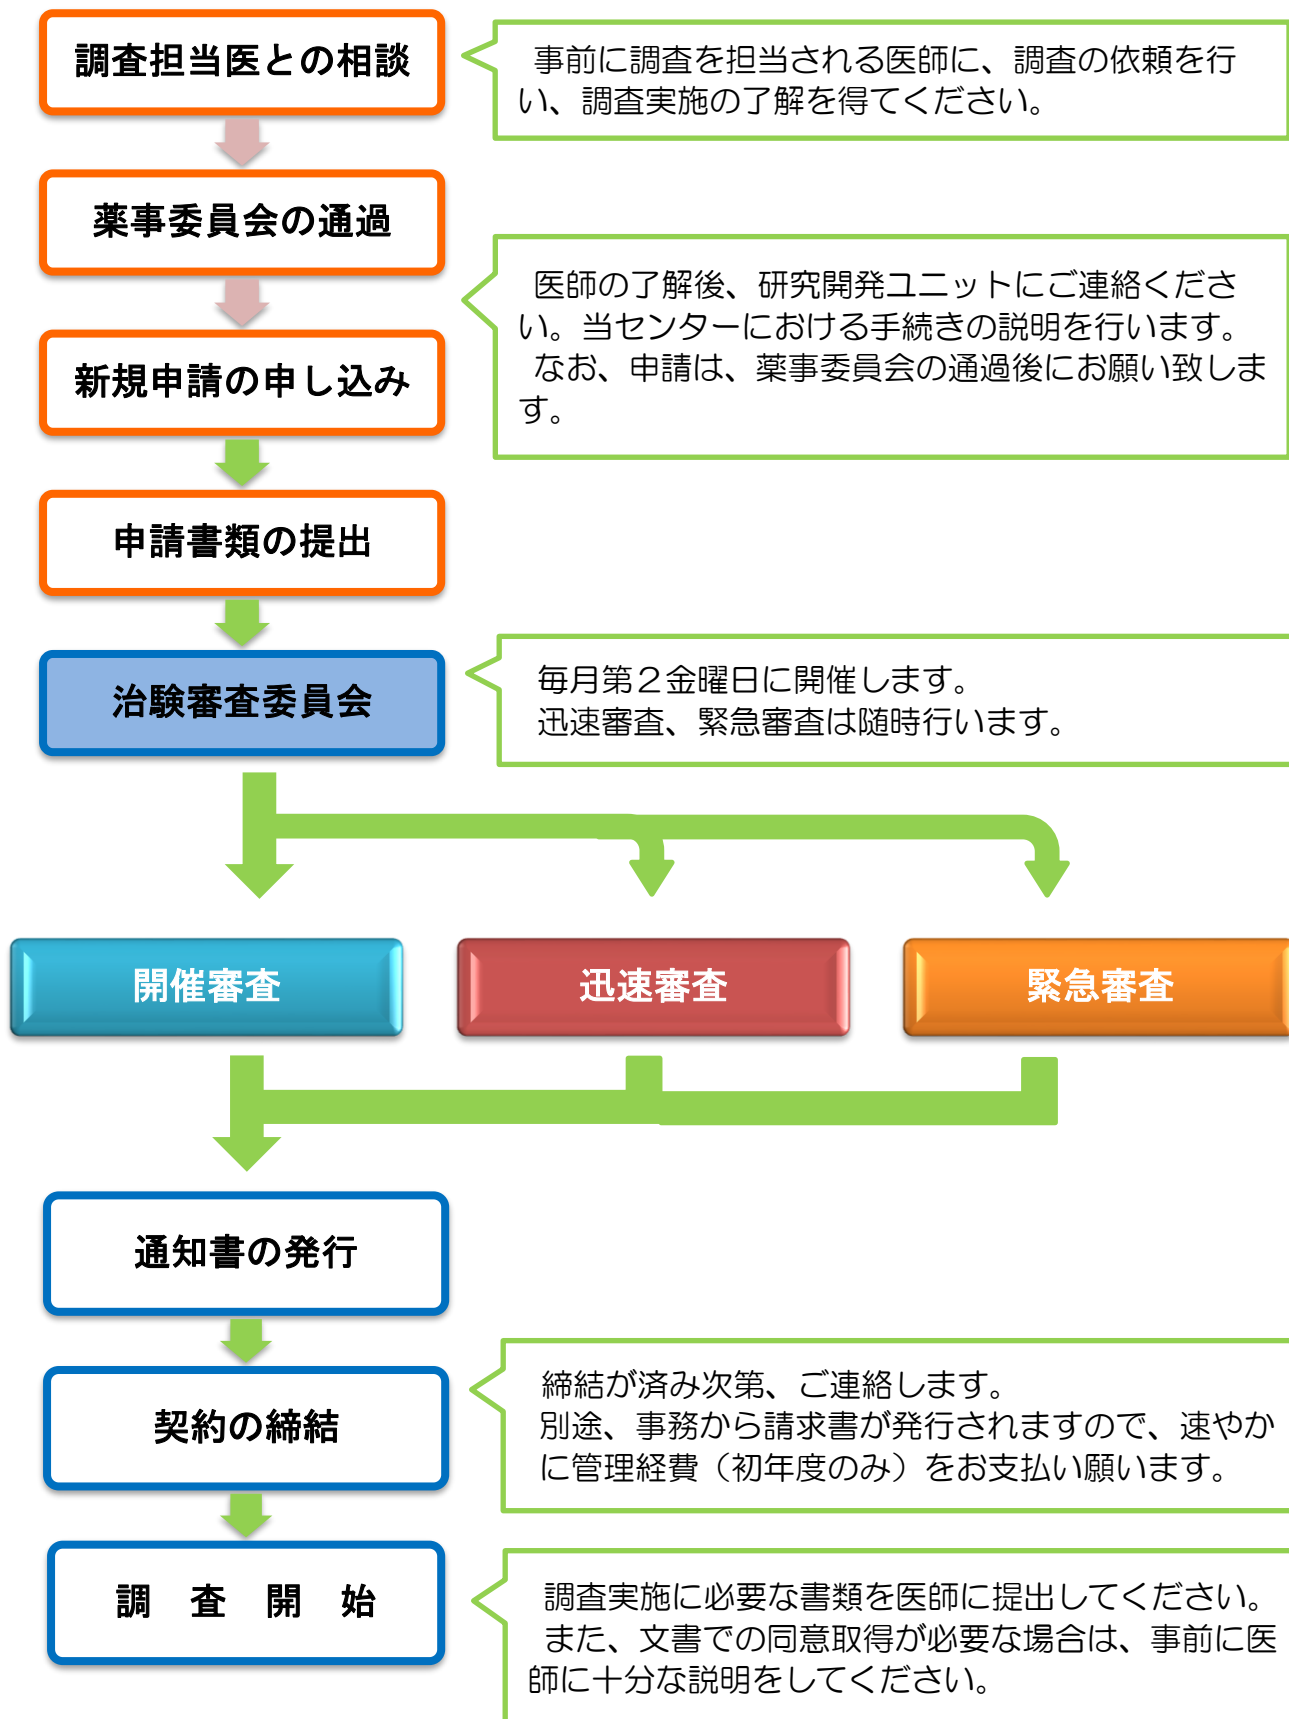 調査担当医との相談
事前に調査を担当される医師に、調査の依頼を行
い、調査実施の了解を得てください。
薬事委員会の通過
医師の了解後、研究開発ユニットにご連絡くださ
い。当センターにおける手続きの説明を行います。
なお、申請は、薬事委員会の通過後にお願い致しま
す。
新規申請の申し込み
申請書類の提出
治験審査委員会
毎月第２金曜日に開催します。
迅速審査、緊急審査は随時行います。
開催審査
迅速審査
緊急審査
通知書の発行
契約の締結
締結が済み次第、ご連絡します。
別途、事務から請求書が発行されますので、速やか
に管理経費（初年度のみ）をお支払い願います。
調　査　開　始
調査実施に必要な書類を医師に提出してください。
また、文書での同意取得が必要な場合は、事前に医
師に十分な説明をしてください。